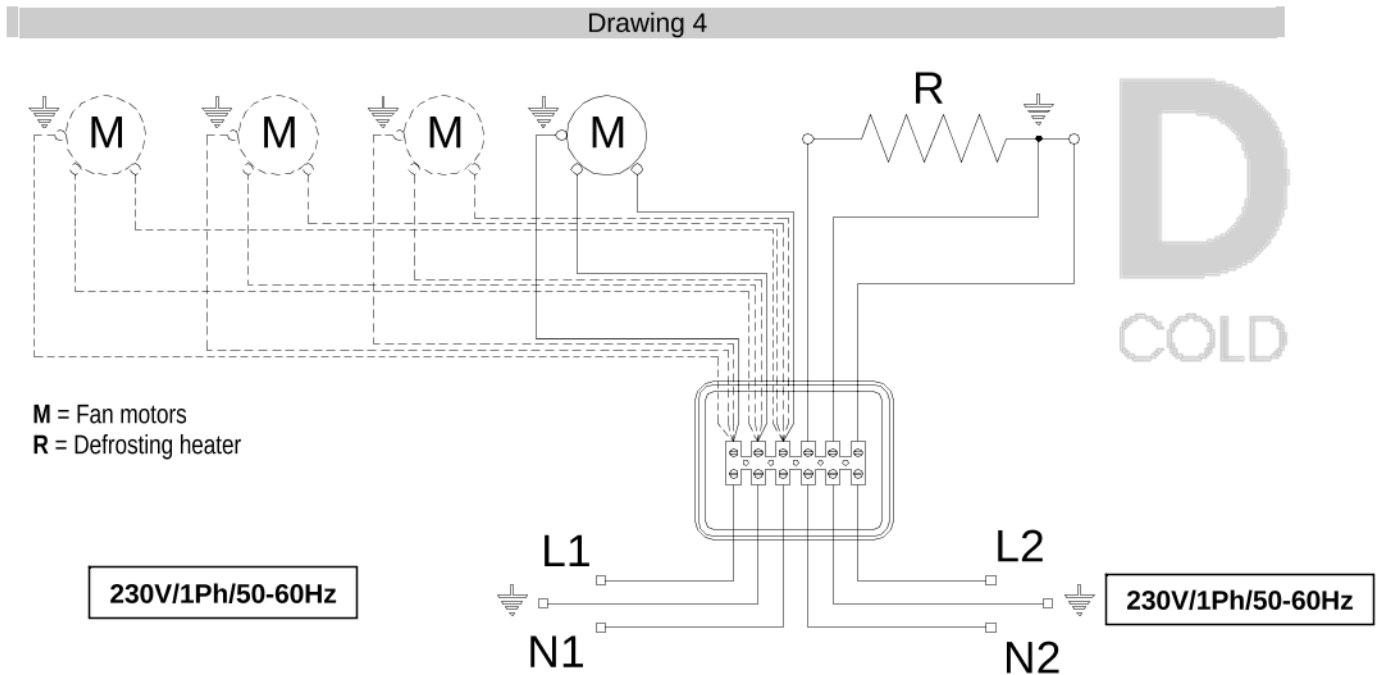 Drawing 4
M
M
M
M
R
D
COLD
M = Fan motors
R = Defrosting heater
L1
L2
230V/1Ph/50-60Hz
230V/1Ph/50-60Hz
N1
N2